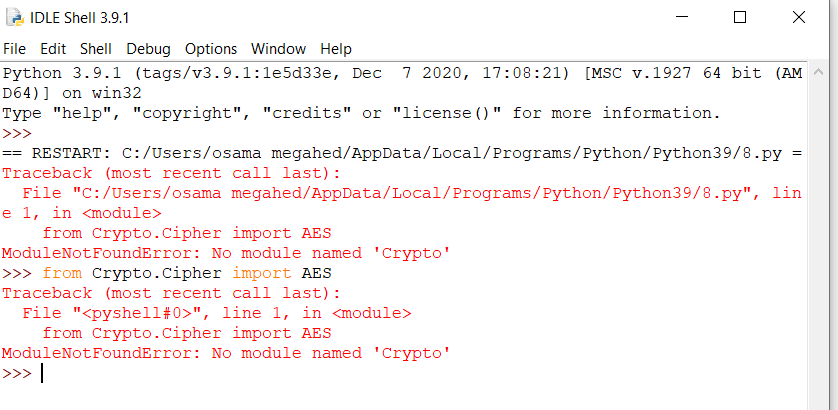 IDLE Shell 3.9.1
File Edit Shell Debug Options Window Help
Python 3.9.1 (tags/v3.9.1:1e5d33e, Dec  7 2020, 17:08:21) [MSC v.1927 64 bit (AM
D64)] on win32
Type "help", "copyright", "credits" or "license()" for more information.
>>>
== RESTART: C:/Users/osama megahed/AppData/Local/Programs/Python/Python39/8.py =
Traceback (most recent call last):
  File "C:/Users/osama megahed/AppData/Local/Programs/Python/Python39/8.py", lin
e 1, in <module>
    from Crypto.Cipher import AES
ModuleNotFoundError: No module named 'Crypto'
>>> from Crypto.Cipher import AES
Traceback (most recent call last):
  File "<pyshell#0>", line 1, in <module>
    from Crypto.Cipher import AES
ModuleNotFoundError: No module named 'Crypto'
>>>